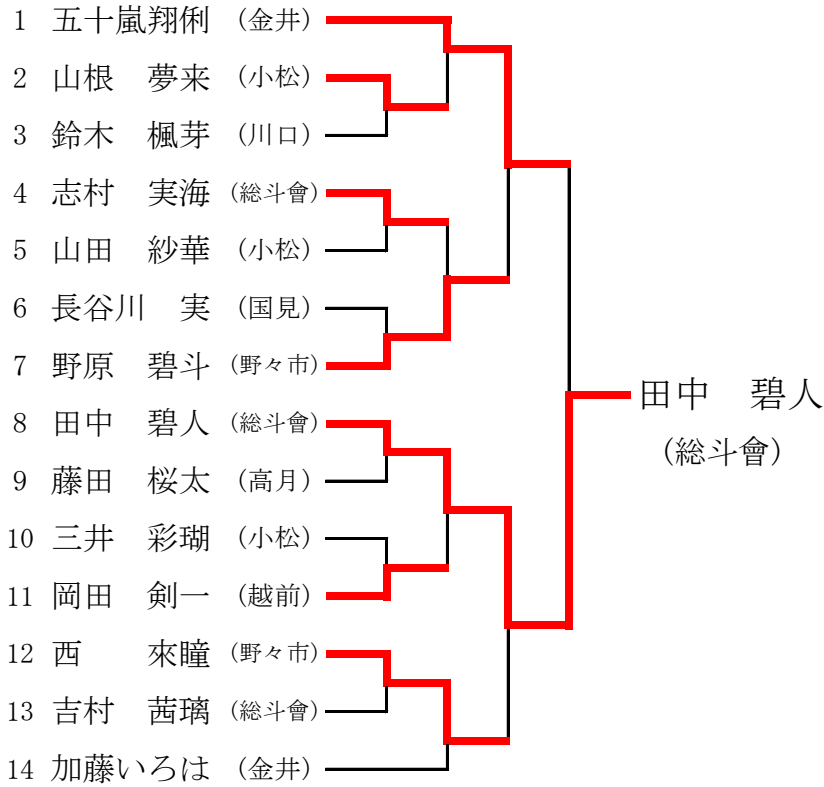 1 五十嵐翔俐 (金井)
2 山根　夢来 (小松)
3 鈴木　楓芽 (川口)
4 志村　実海 (総斗會)
5 山田　紗華 (小松)
6 長谷川　実 (国見)
7 野原　碧斗 (野々市)
8 田中　碧人 (総斗會)
9 藤田　桜太 (高月)
10 三井　彩瑚 (小松)
11 岡田　剣一 (越前)
12 西　　來瞳 (野々市)
13 吉村　茜璃 (総斗會)
14 加藤いろは (金井)
田中　碧人
(総斗會)